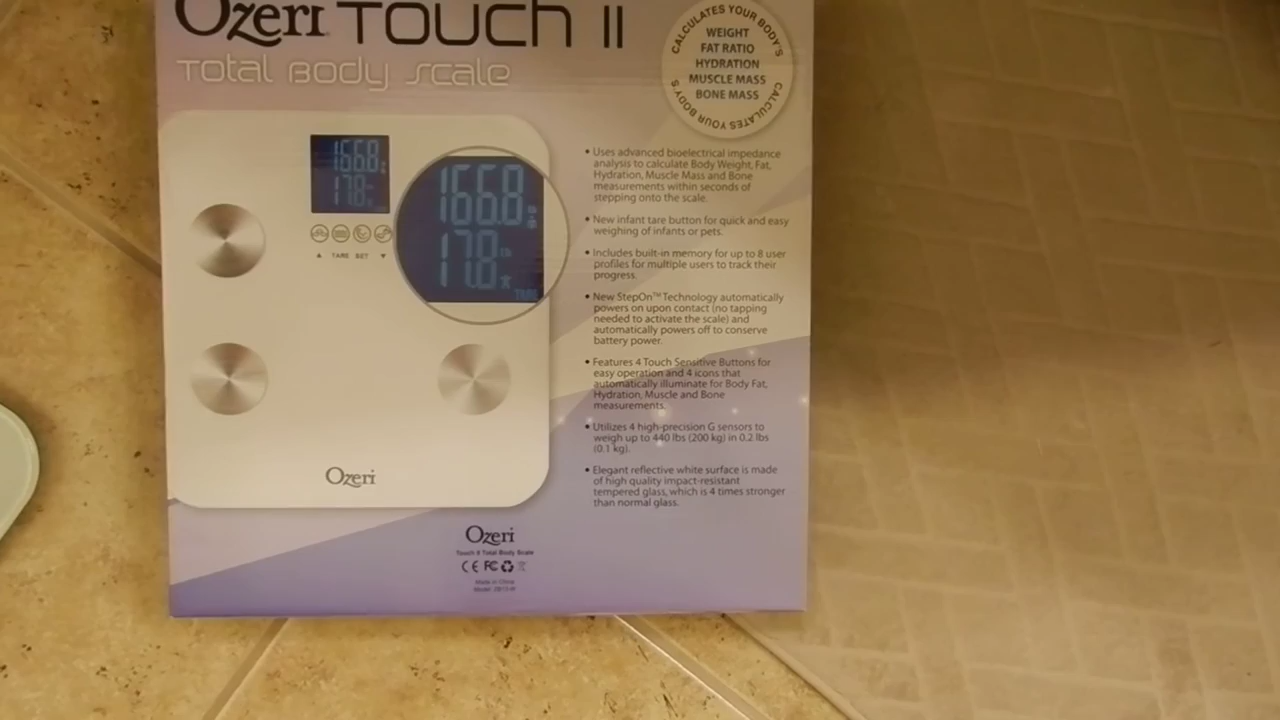 Ozeri TOUCH II
TOTAL BODY SCALE
CALCULATES YOUR BODY'S
WEIGHT
FAT RATIO
HYDRATION
MUSCLE MASS
BONE MASS
CALCULATES YOUR BODY'S
166.8
17.8
TARE SET
166.8
17.8
TARE
• Uses advanced bioelectrical impedance
analysis to calculate Body Weight, Fat,
Hydration, Muscle Mass and Bone
measurements within seconds of
stepping onto the scale.
• New infant tare button for quick and easy
weighing of infants or pets.
• Includes built-in memory for up to 8 user
profiles for multiple users to track their
progress.
• New StepOn™ Technology automatically
powers on upon contact (no tapping
needed to activate the scale) and
automatically powers off to conserve
battery power.
• Features 4 Touch Sensitive Buttons for
easy operation and 4 icons that
automatically illuminate for Body Fat,
Hydration, Muscle and Bone
measurements.
• Utilizes 4 high-precision G sensors to
weigh up to 440 lbs (200 kg) in 0.2 lbs
(0.1 kg).
• Elegant reflective white surface is made
of high quality impact-resistant
tempered glass, which is 4 times stronger
than normal glass.
Ozeri
Ozeri
Touch II Total Body Scale
CE FC
Made in China
Model: